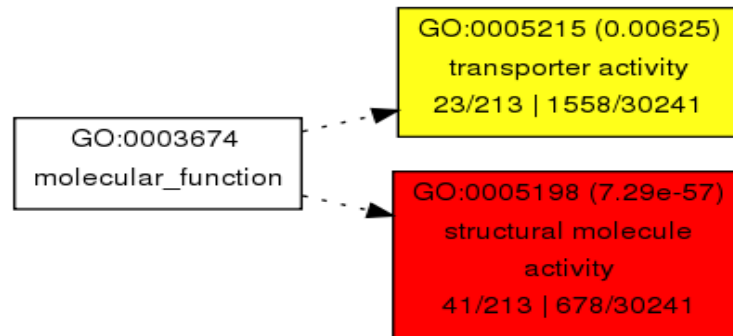 GO:0003674
molecular_function
GO:0005215 (0.00625)
transporter activity
23/213 | 1558/30241
GO:0005198 (7.29e-57)
structural molecule
activity
41/213 | 678/30241